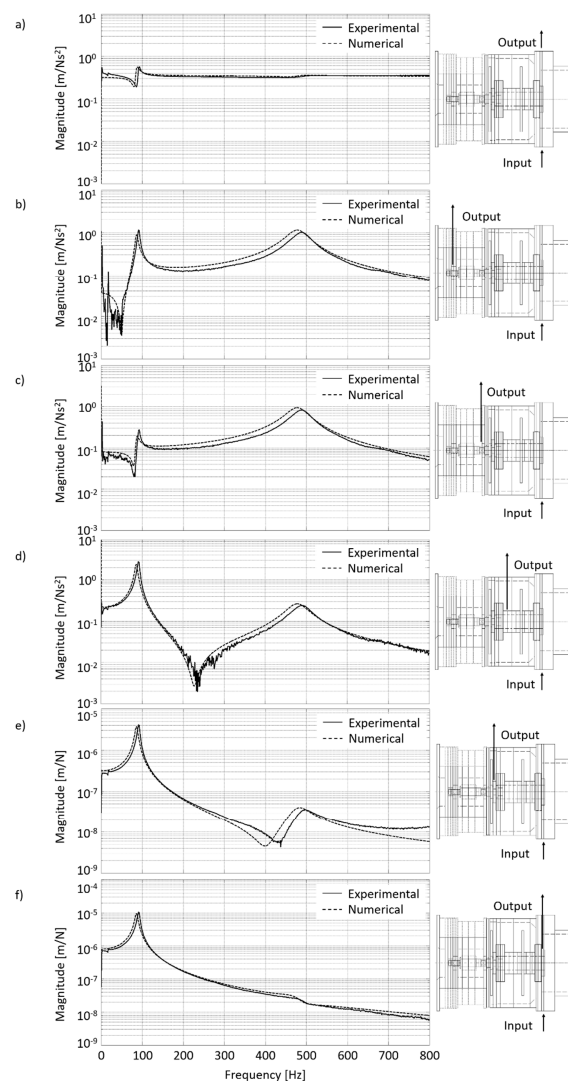 a)
Magnitude [m/Ns²]
10¹
10⁰
10⁻¹
10⁻²
10⁻³
Experimental
Numerical
Output
Input
b)
Magnitude [m/Ns²]
10¹
10⁰
10⁻¹
10⁻²
10⁻³
Experimental
Numerical
Output
Input
c)
Magnitude [m/Ns²]
10¹
10⁰
10⁻¹
10⁻²
10⁻³
Experimental
Numerical
Output
Input
d)
Magnitude [m/Ns²]
10¹
10⁰
10⁻¹
10⁻²
10⁻³
Experimental
Numerical
Output
Input
e)
Magnitude [m/N]
10⁻⁵
10⁻⁶
10⁻⁷
10⁻⁸
10⁻⁹
Experimental
Numerical
Output
Input
f)
Magnitude [m/N]
10⁻⁴
10⁻⁵
10⁻⁶
10⁻⁷
10⁻⁸
10⁻⁹
Experimental
Numerical
Output
Input
0 100 200 300 400 500 600 700 800
Frequency [Hz]